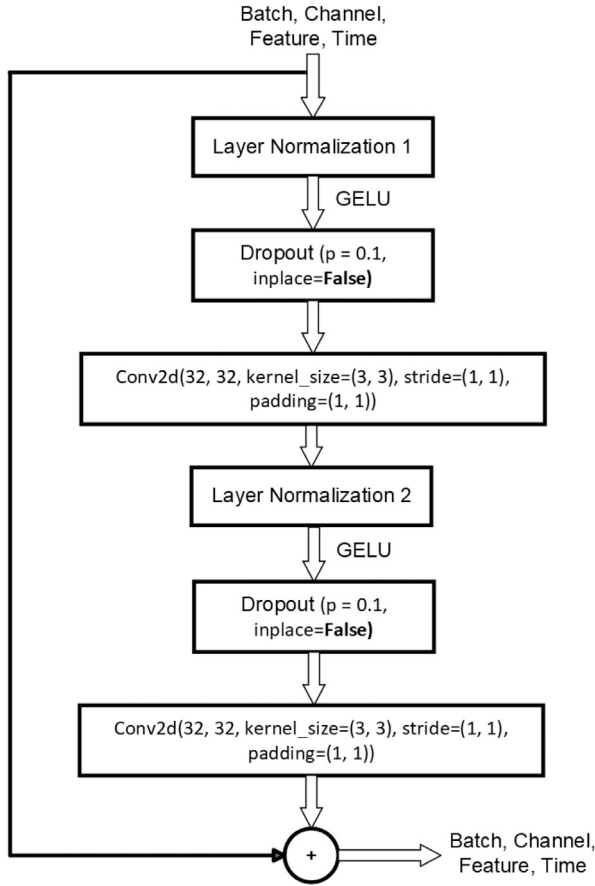 Batch, Channel,
Feature, Time
Layer Normalization 1
GELU
Dropout (p = 0.1,
inplace=False)
Conv2d(32, 32, kernel_size=(3, 3), stride=(1, 1),
padding=(1, 1))
Layer Normalization 2
GELU
Dropout (p = 0.1,
inplace=False)
Conv2d(32, 32, kernel_size=(3, 3), stride=(1, 1),
padding=(1, 1))
+
Batch, Channel,
Feature, Time